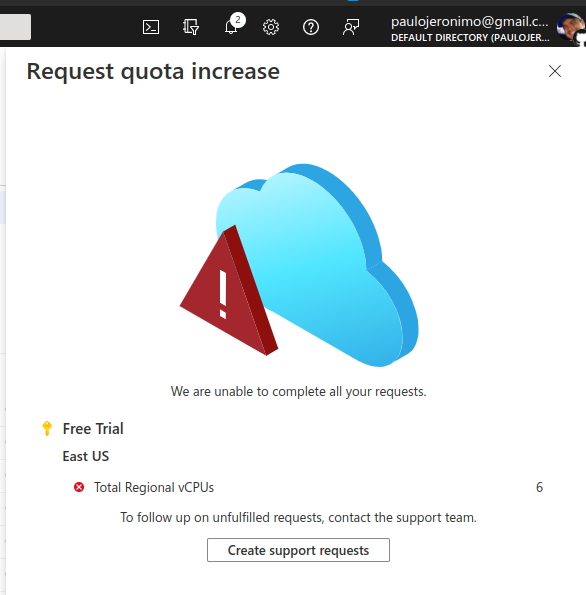 2
paulojeronimo@gmail.c...
DEFAULT DIRECTORY (PAULOJER...
Request quota increase
We are unable to complete all your requests.
Free Trial
East US
Total Regional vCPUs 6
To follow up on unfulfilled requests, contact the support team.
Create support requests